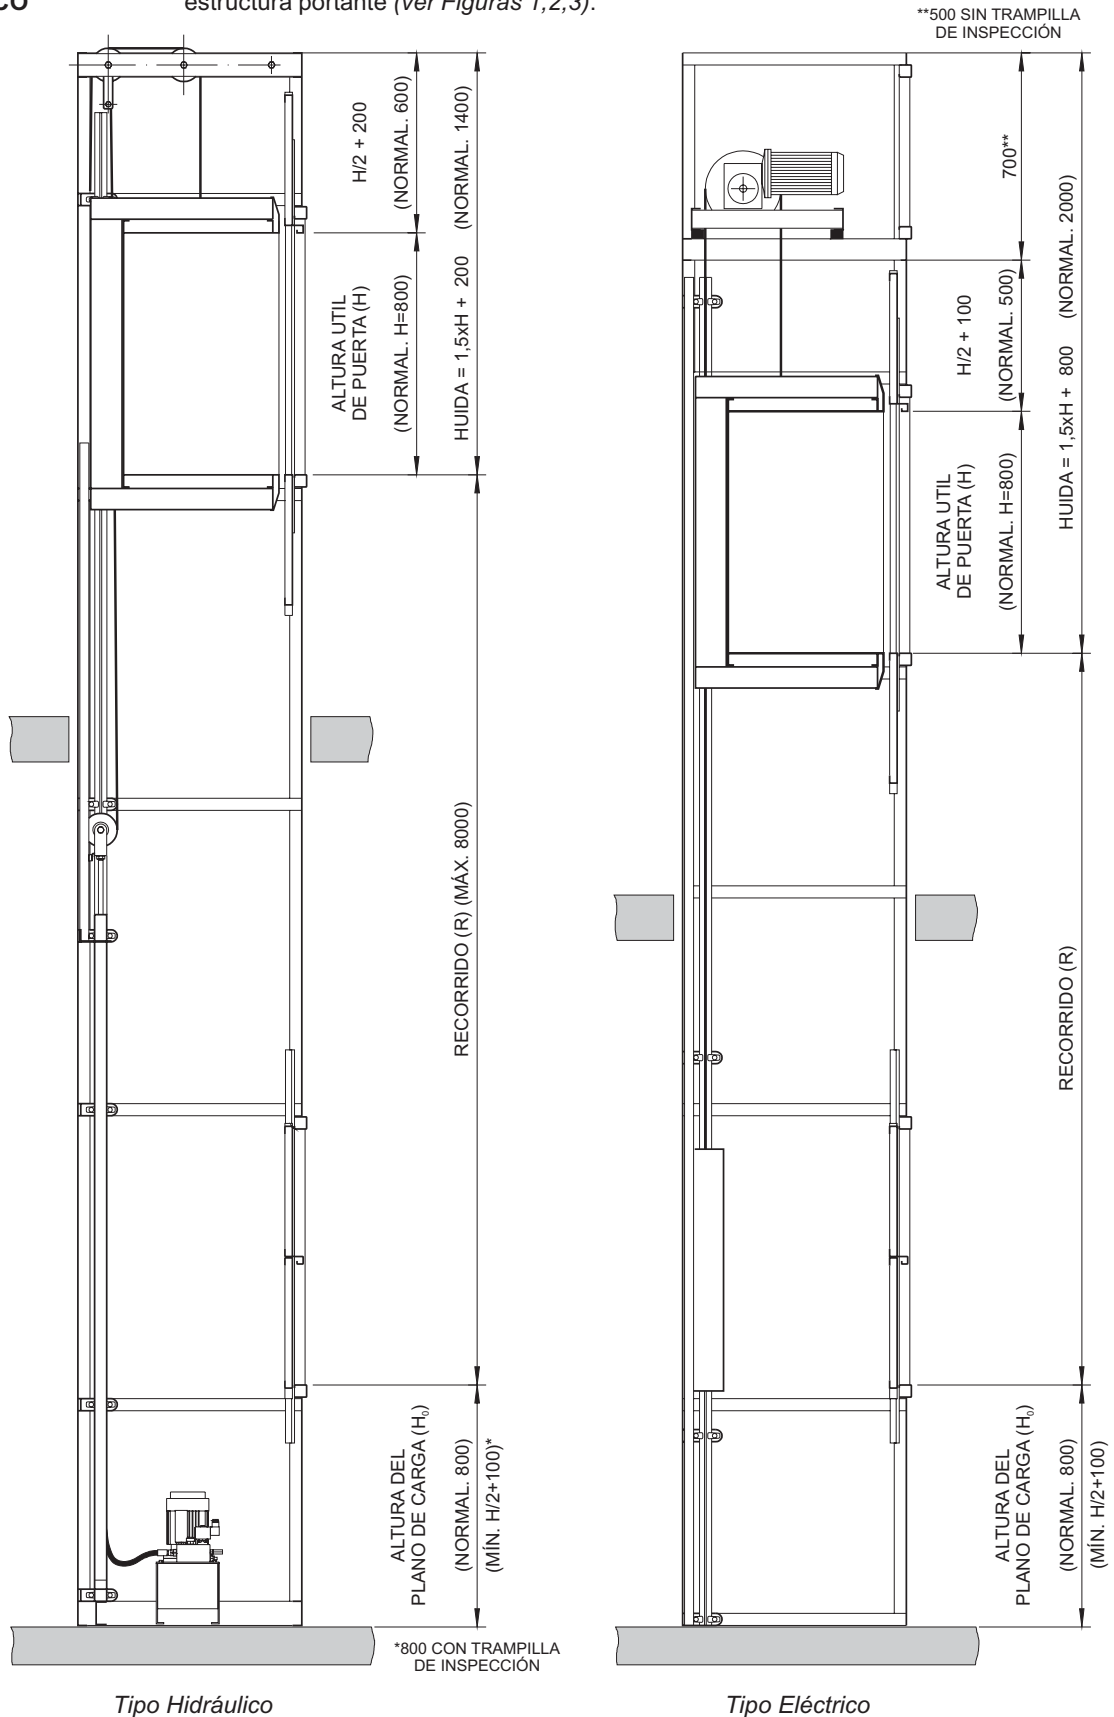 CO
estructura portante (ver Figuras 1,2,3).
**500 SIN TRAMPILLA
DE INSPECCIÓN
H/2 + 200
(NORMAL. 600)
ALTURA UTIL
DE PUERTA (H)
(NORMAL. H=800)
HUIDA = 1,5xH + 200 (NORMAL. 1400)
RECORRIDO (R) (MÁX. 8000)
ALTURA DEL
PLANO DE CARGA (H₀)
(NORMAL. 800)
(MÍN. H/2+100)*
*800 CON TRAMPILLA
DE INSPECCIÓN
Tipo Hidráulico
700**
H/2 + 100
(NORMAL. 500)
ALTURA UTIL
DE PUERTA (H)
(NORMAL. H=800)
HUIDA = 1,5xH + 800 (NORMAL. 2000)
RECORRIDO (R)
ALTURA DEL
PLANO DE CARGA (H₀)
(NORMAL. 800)
(MÍN. H/2+100)
Tipo Eléctrico